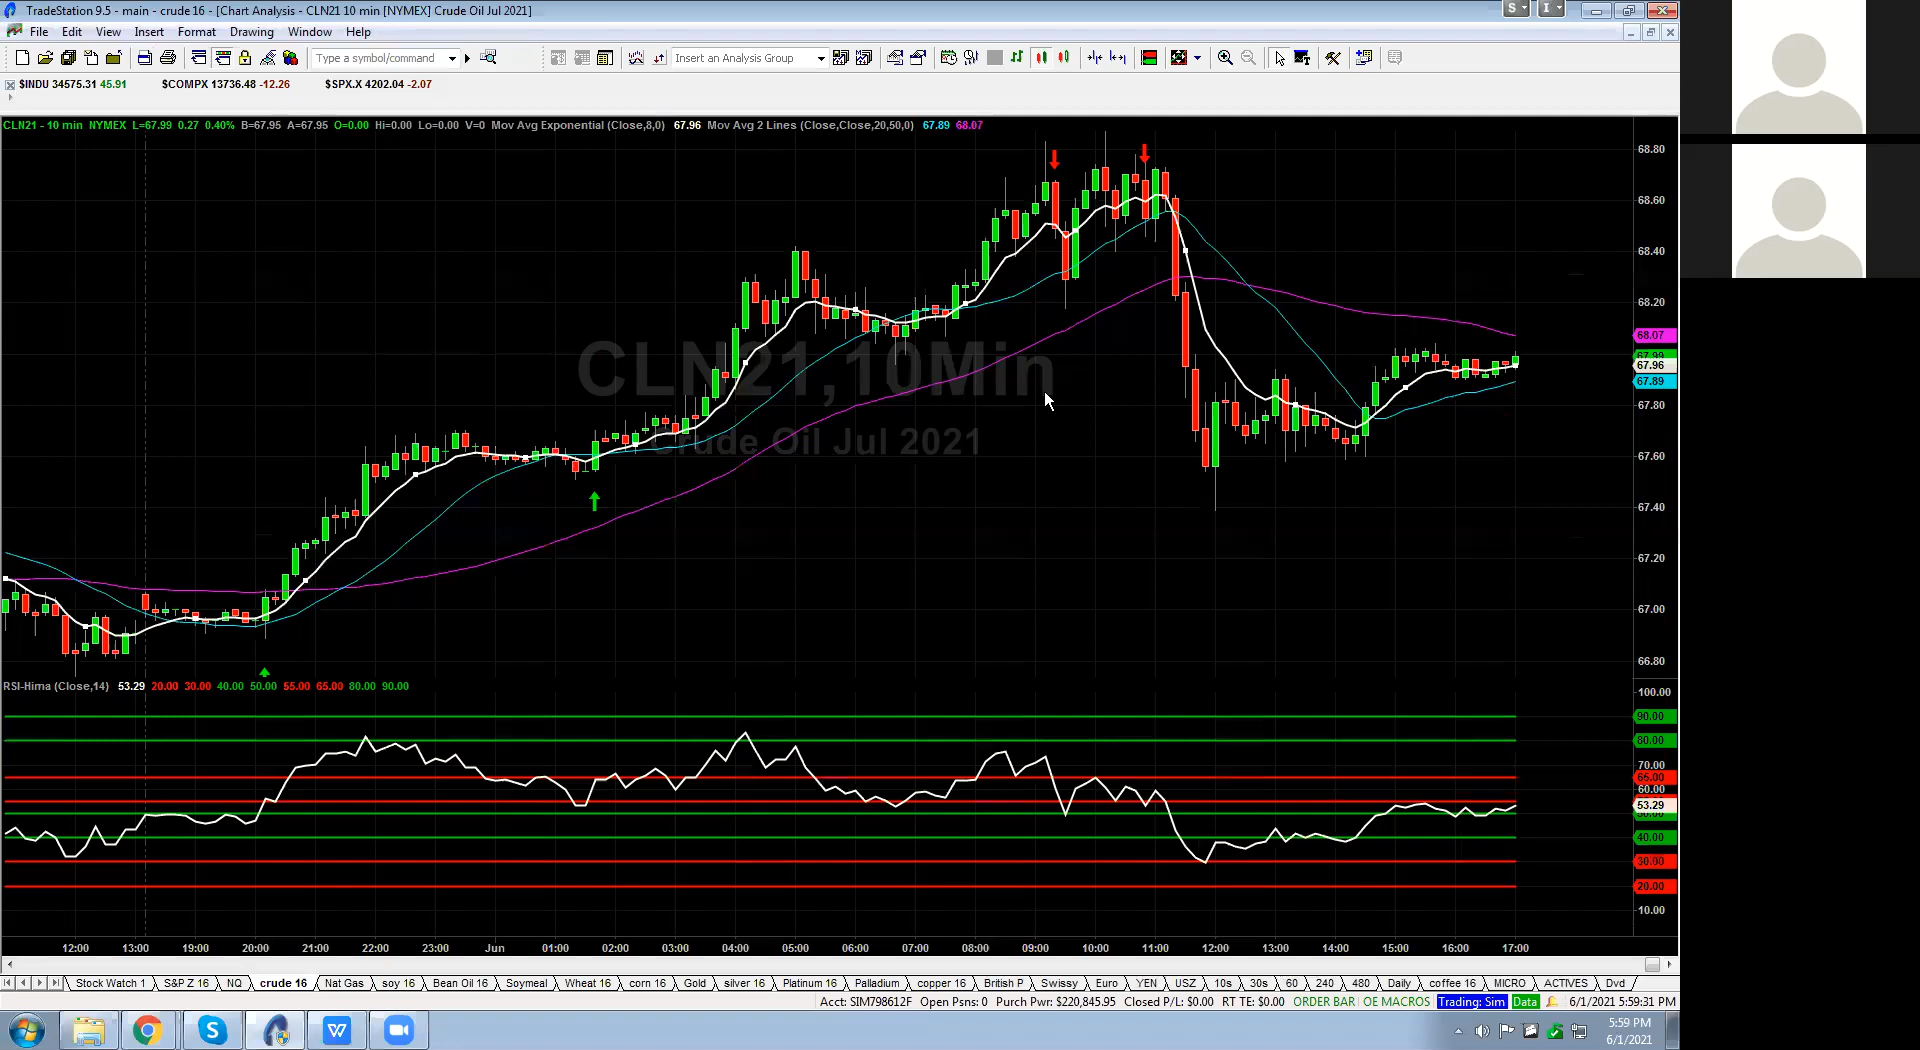 TradeStation 9.5 - main - crude 16 - [Chart Analysis - CLN21 10 min [NYMEX] Crude Oil Jul 2021]
S I
File Edit View Insert Format Drawing Window Help
Type a symbol/command Insert an Analysis Group
$INDU 34575.31 45.91 $COMPX 13736.48 -12.26 $SPX.X 4202.04 -2.07
CLN21 - 10 min NYMEX L=67.99 0.27 0.40% B=67.95 A=67.95 O=0.00 Hi=0.00 Lo=0.00 V=0 Mov Avg Exponential (Close,8,0) 67.96 Mov Avg 2 Lines (Close,Close,20,50,0) 67.89 68.07
68.80
68.60
68.40
68.20
68.07
67.99
67.96
67.89
67.80
67.60
67.40
67.20
67.00
66.80
CLN21,10Min
Crude Oil Jul 2021
RSI-Hima (Close,14) 53.29 20.00 30.00 40.00 50.00 55.00 65.00 80.00 90.00
100.00
90.00
80.00
70.00
65.00
60.00
53.29
50.00
40.00
30.00
20.00
10.00
12:00 13:00 19:00 20:00 21:00 22:00 23:00 Jun 01:00 02:00 03:00 04:00 05:00 06:00 07:00 08:00 09:00 10:00 11:00 12:00 13:00 14:00 15:00 16:00 17:00
Stock Watch 1 S&P Z 16 NQ crude 16 Nat Gas soy 16 Bean Oil 16 Soymeal Wheat 16 corn 16 Gold silver 16 Platinum 16 Palladium copper 16 British P Swissy Euro YEN USZ 10s 30s 60 240 480 Daily coffee 16 MICRO ACTIVES Dvd
Acct: SIM798612F Open Psns: 0 Purch Pwr: $220,845.95 Closed P/L: $0.00 RT TE: $0.00 ORDER BAR OE MACROS Trading: Sim Data 6/1/2021 5:59:31 PM
5:59 PM
6/1/2021